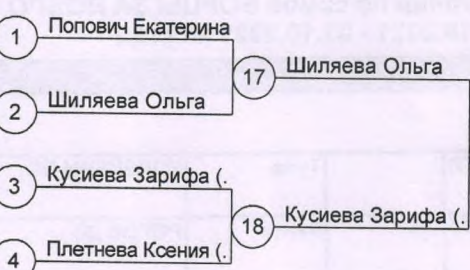 1 Попович Екатерина
17 Шиляева Ольга
2 Шиляева Ольга
3 Кусиева Зарифа (.
18 Кусиева Зарифа (.
4 Плетнева Ксения (.